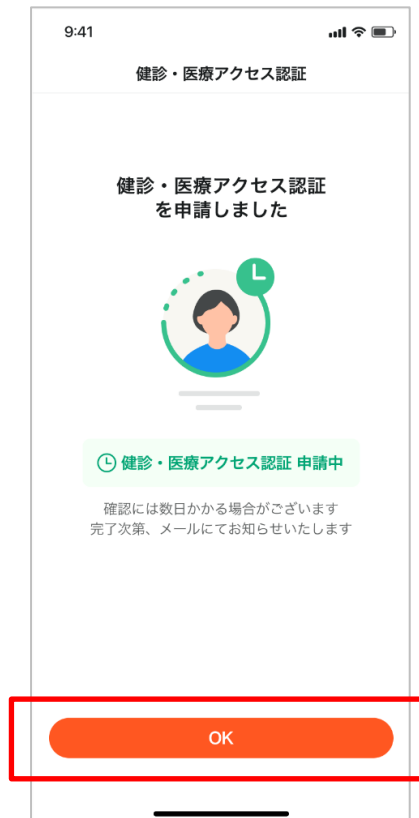 9:41
健診・医療アクセス認証
健診・医療アクセス認証
を申請しました
健診・医療アクセス認証 申請中
確認には数日かかる場合がございます
完了次第、メールにてお知らせいたします
OK